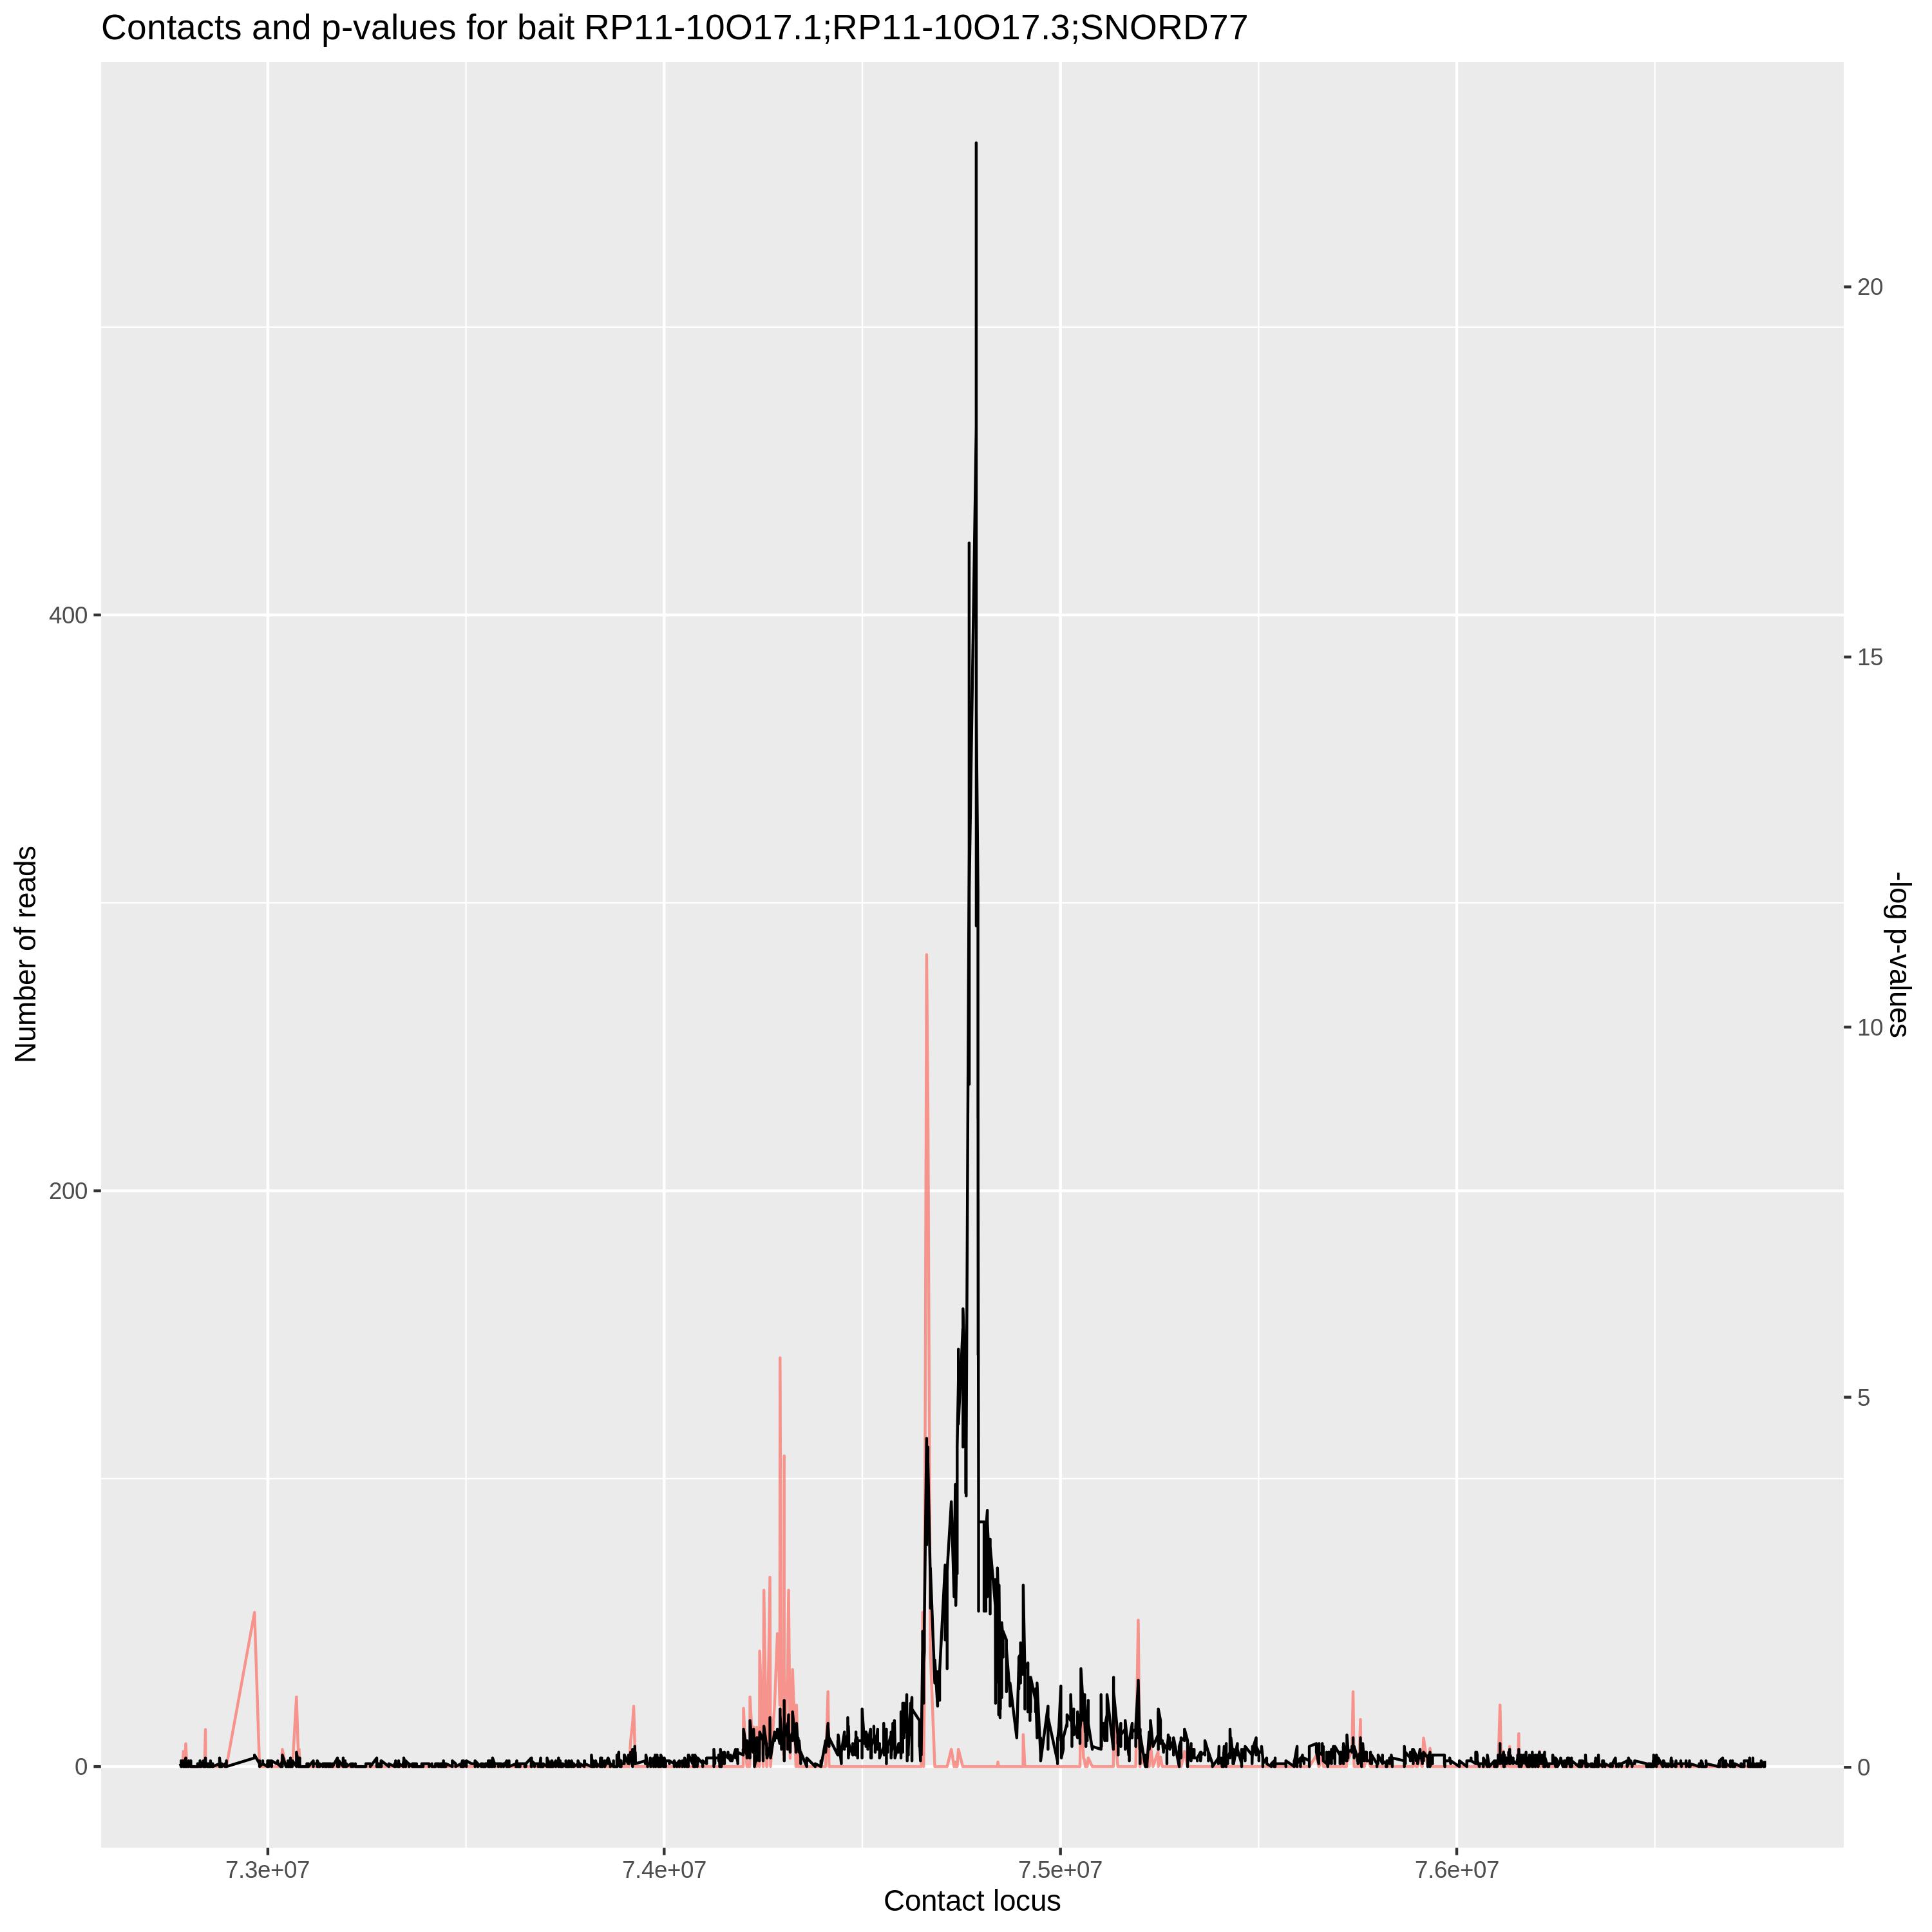 Contacts and p-values for bait RP11-10O17.1;RP11-10O17.3;SNORD77
Number of reads
400
200
0
20
15
10
5
0
-log p-values
7.3e+07
7.4e+07
7.5e+07
7.6e+07
Contact locus